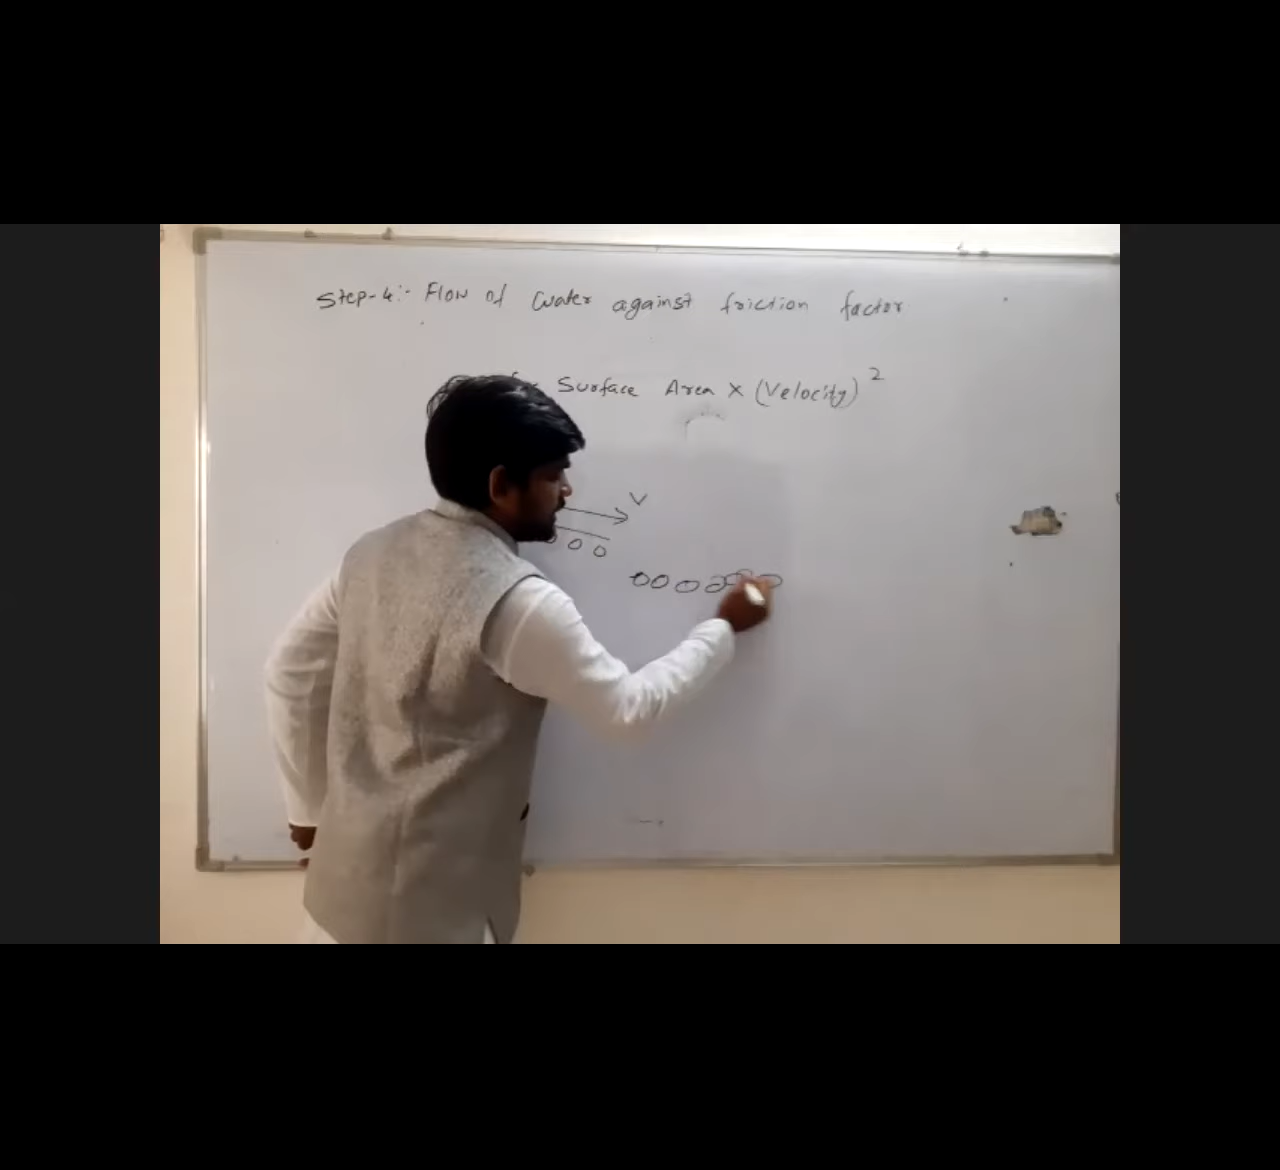 Step-4:- Flow of water against friction factor
Surface Area × (Velocity)²
V